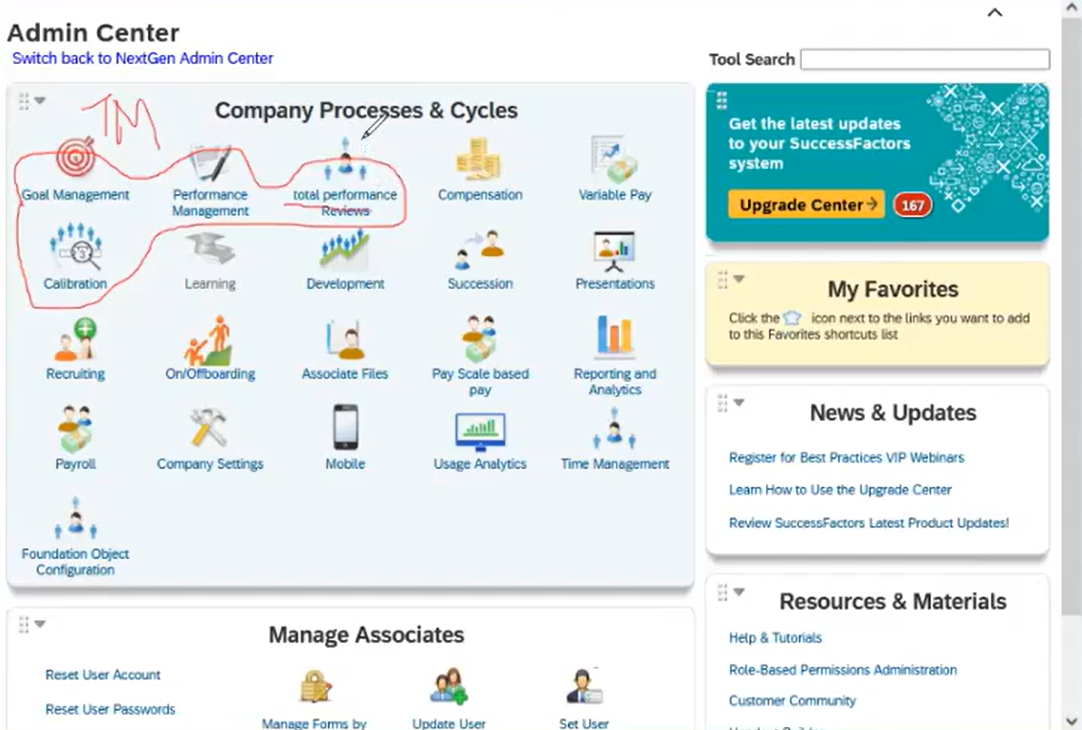 Admin Center
Switch back to NextGen Admin Center
Tool Search
TM
Company Processes & Cycles
Goal Management
Performance
Management
total performance
Reviews
Compensation
Variable Pay
Calibration
Learning
Development
Succession
Presentations
Recruiting
On/Offboarding
Associate Files
Pay Scale based
pay
Reporting and
Analytics
Payroll
Company Settings
Mobile
Usage Analytics
Time Management
Foundation Object
Configuration
Manage Associates
Reset User Account
Reset User Passwords
Manage Forms by
Update User
Set User
Get the latest updates
to your SuccessFactors
system
Upgrade Center
167
My Favorites
Click the icon next to the links you want to add
to this Favorites shortcuts list
News & Updates
Register for Best Practices VIP Webinars
Learn How to Use the Upgrade Center
Review SuccessFactors Latest Product Updates!
Resources & Materials
Help & Tutorials
Role-Based Permissions Administration
Customer Community